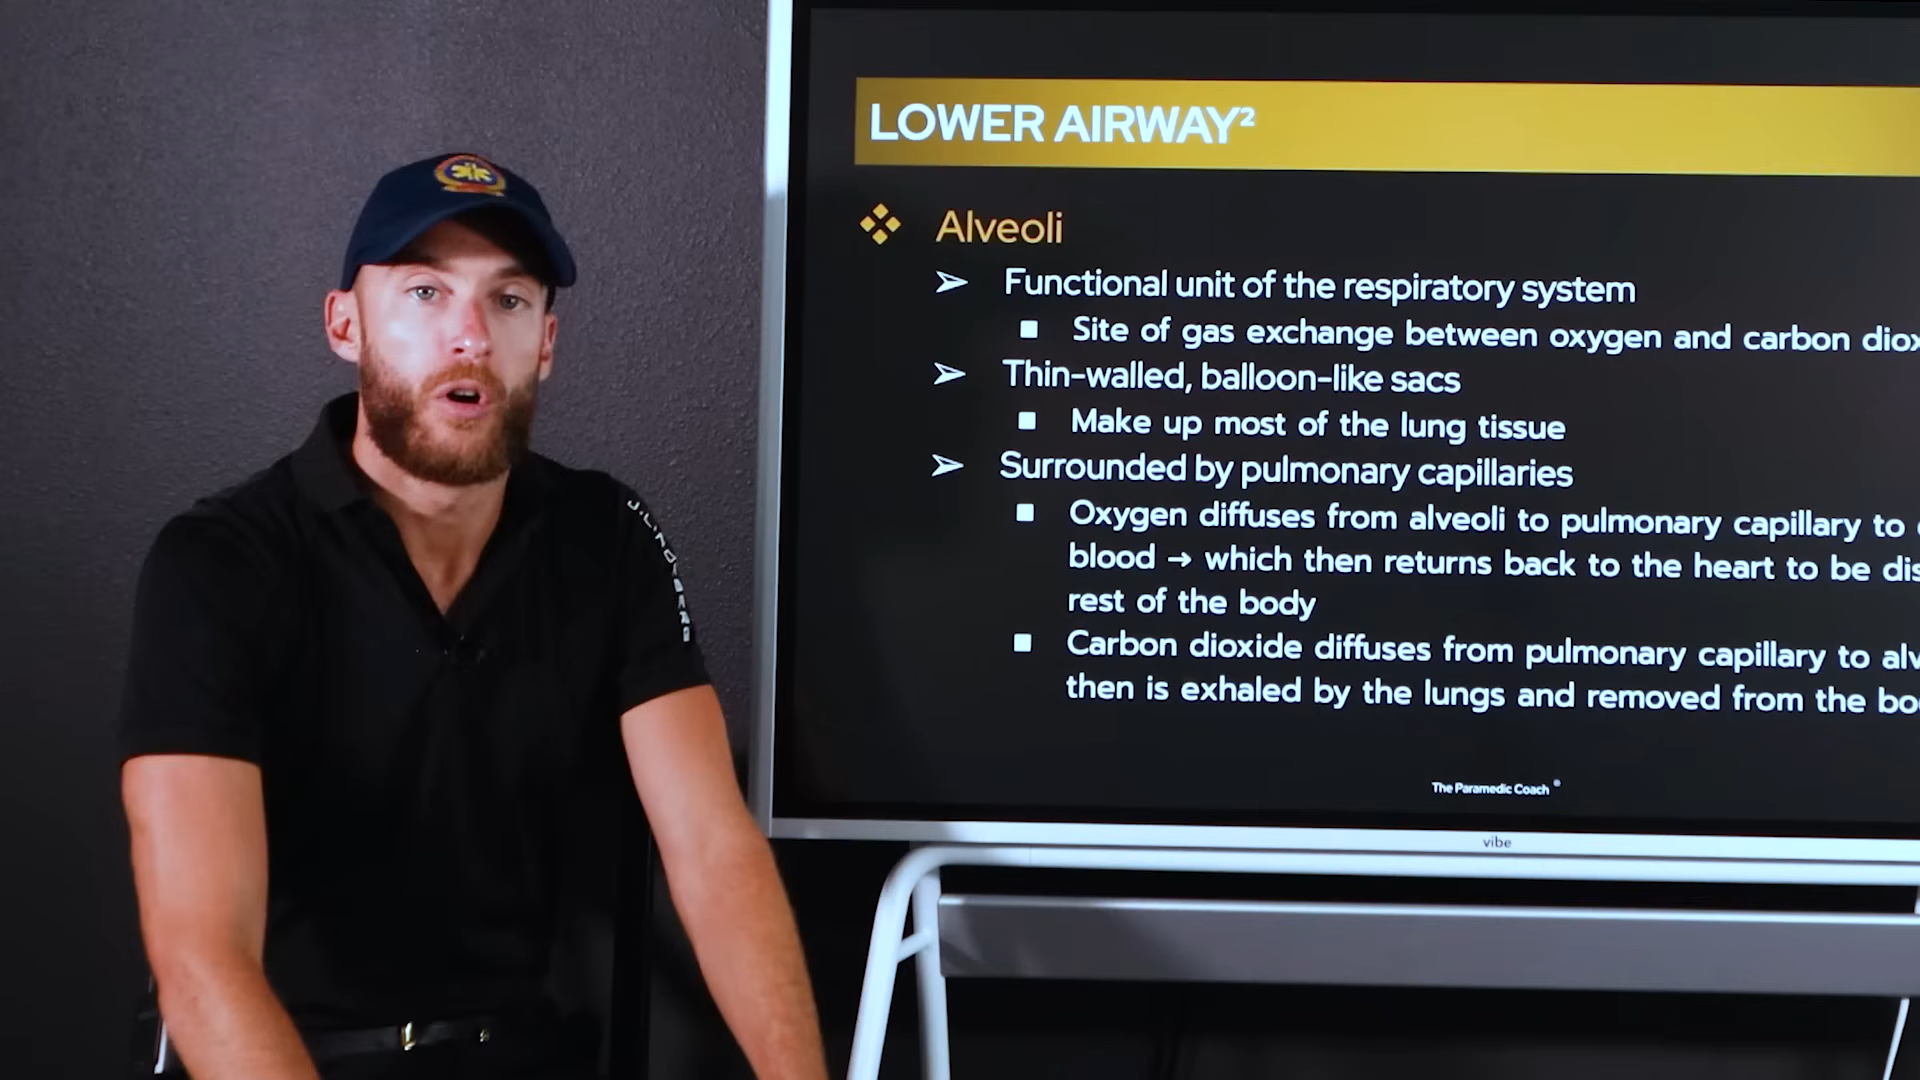 LOWER AIRWAY²
Alveoli
Functional unit of the respiratory system
Site of gas exchange between oxygen and carbon
Thin-walled, balloon-like sacs
Make up most of the lung tissue
Surrounded by pulmonary capillaries
Oxygen diffuses from alveoli to pulmonary capillary to
blood → which then returns back to the heart to be
rest of the body
Carbon dioxide diffuses from pulmonary capillary to
then is exhaled by the lungs and removed from the
The Paramedic Coach ®
vibe
J.LINDEBERG